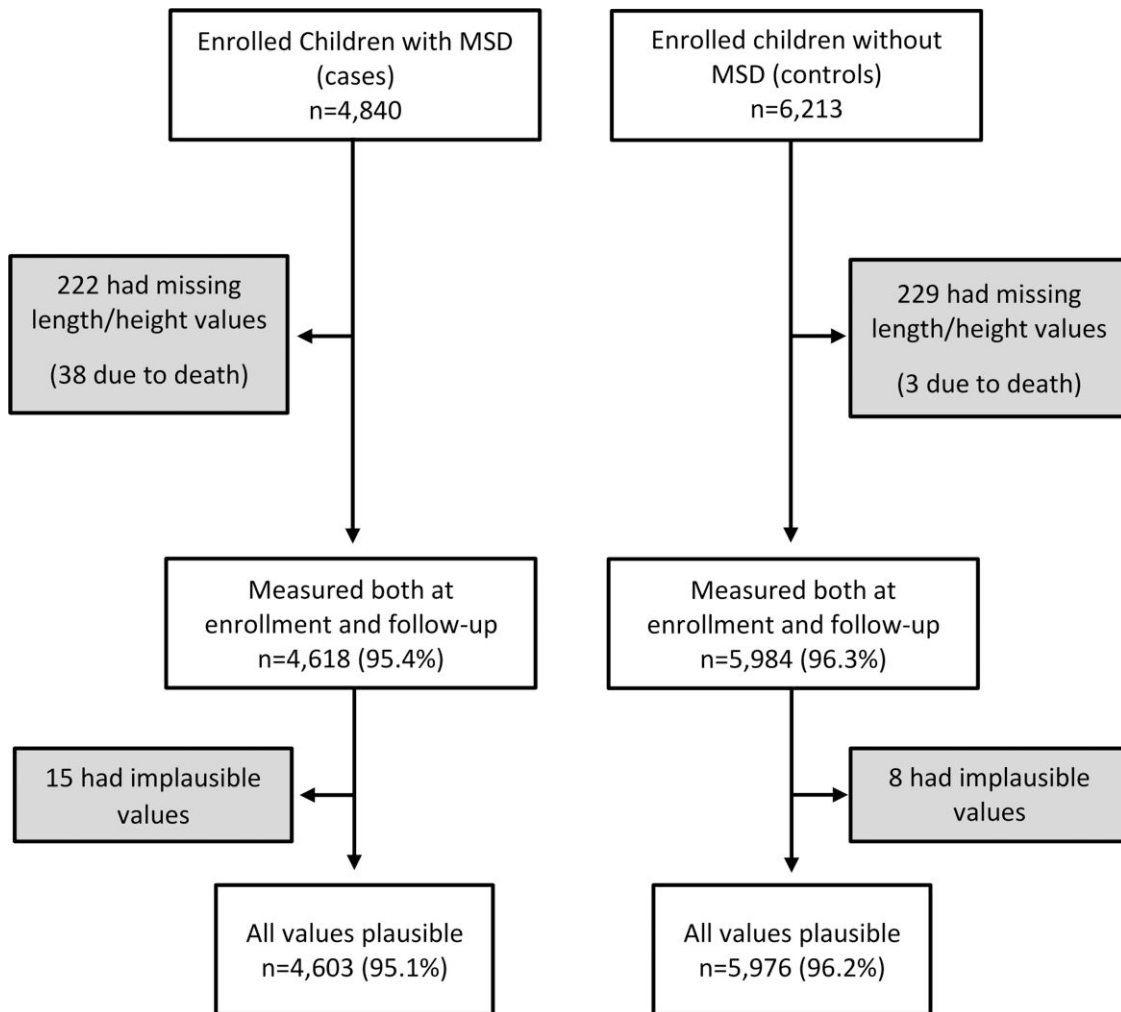 Enrolled Children with MSD
(cases)
n=4,840
Enrolled children without
MSD (controls)
n=6,213
222 had missing
length/height values
(38 due to death)
229 had missing
length/height values
(3 due to death)
Measured both at
enrollment and follow-up
n=4,618 (95.4%)
Measured both at
enrollment and follow-up
n=5,984 (96.3%)
15 had implausible
values
8 had implausible
values
All values plausible
n=4,603 (95.1%)
All values plausible
n=5,976 (96.2%)